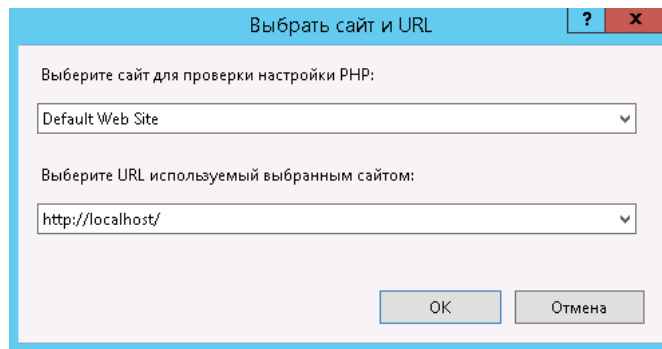 Выбрать сайт и URL
? x
Выберите сайт для проверки настройки PHP:
Default Web Site
Выберите URL используемый выбранным сайтом:
http://localhost/
OK Отмена